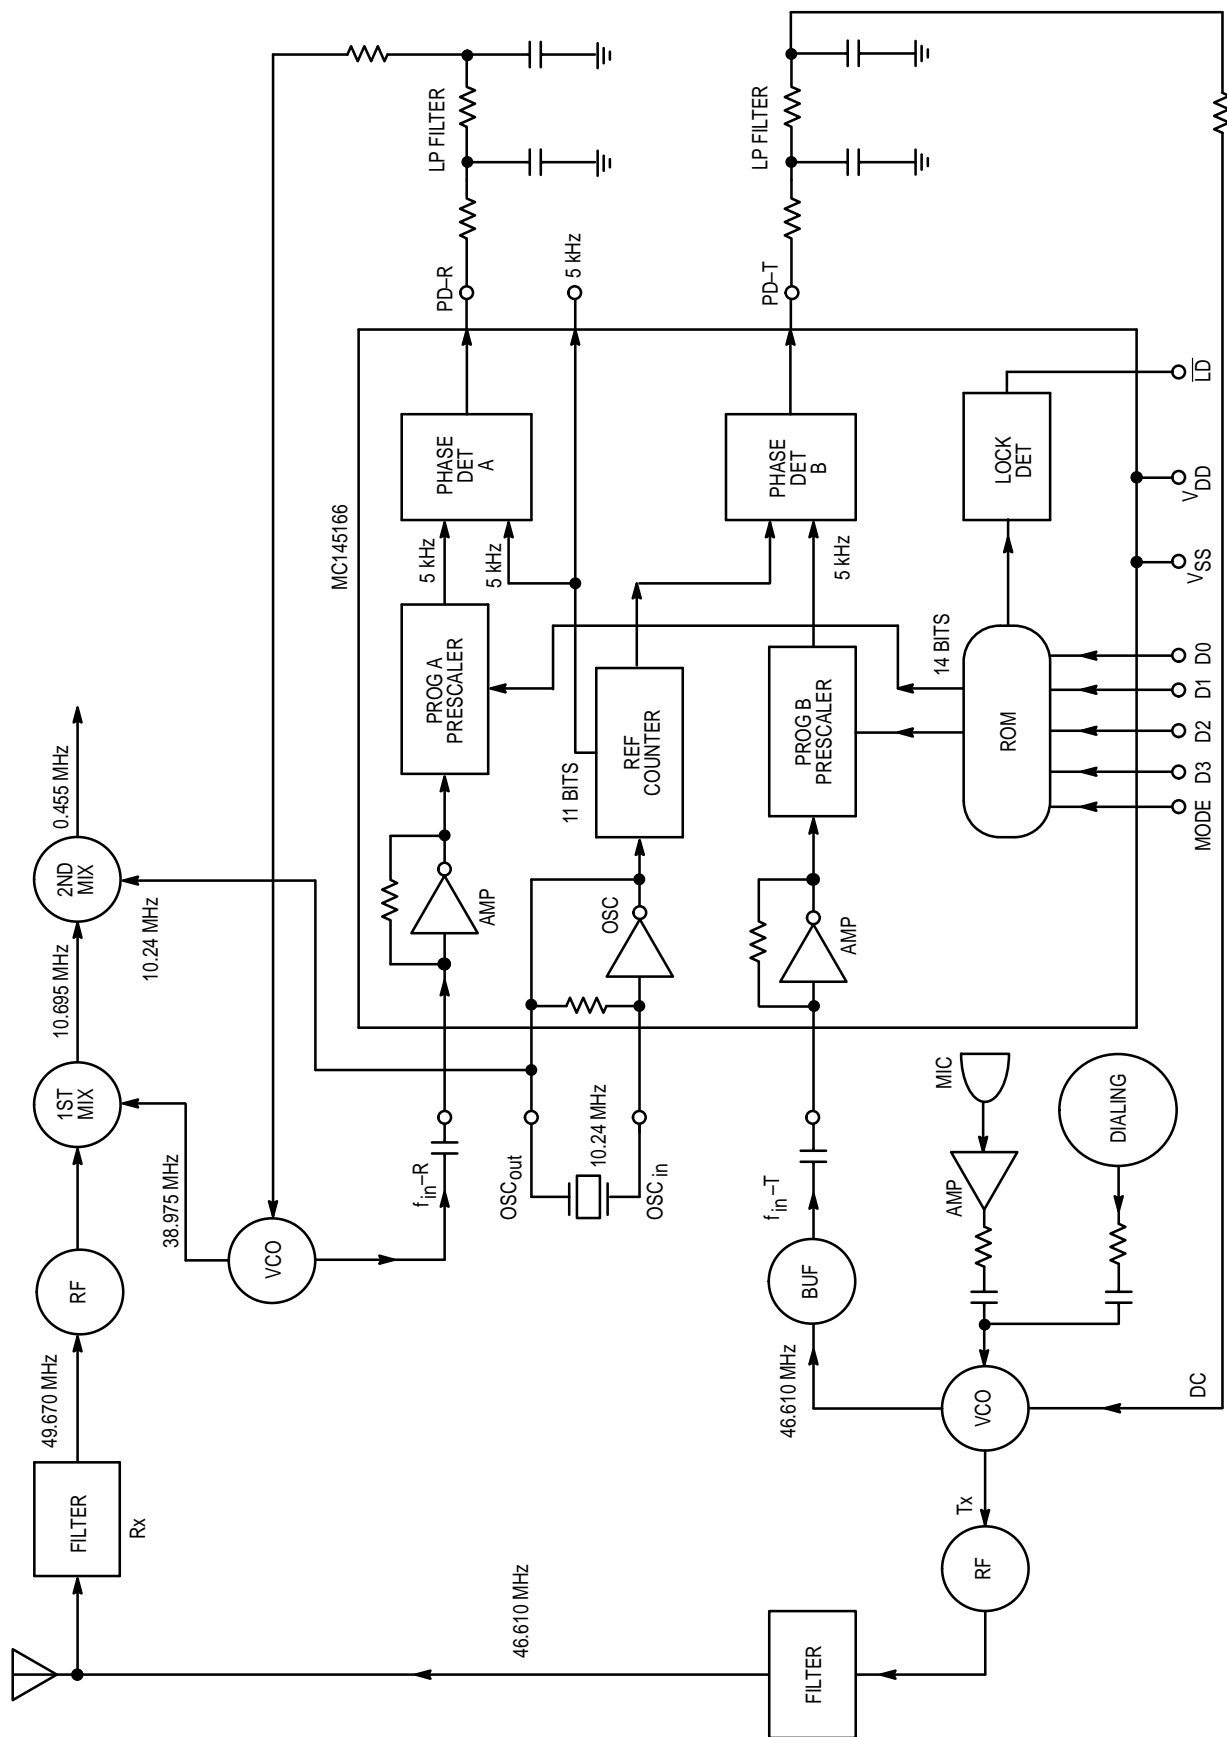 FILTER
Rx
49.670 MHz
RF
1ST
MIX
10.695 MHz
2ND
MIX
0.455 MHz
10.24 MHz
38.975 MHz
VCO
fin–R
AMP
PROG A
PRESCALER
5 kHz
5 kHz
PHASE
DET
A
PD–R
LP FILTER
MC145166
OSCout
10.24 MHz
OSCin
OSC
11 BITS
REF
COUNTER
5 kHz
46.610 MHz
46.610 MHz
BUF
fin–T
AMP
PROG B
PRESCALER
5 kHz
PHASE
DET
B
PD–T
LP FILTER
FILTER
RF
Tx
VCO
AMP
MIC
DIALING
DC
14 BITS
ROM
LOCK
DET
MODE
D3
D2
D1
D0
VSS
VDD
LD